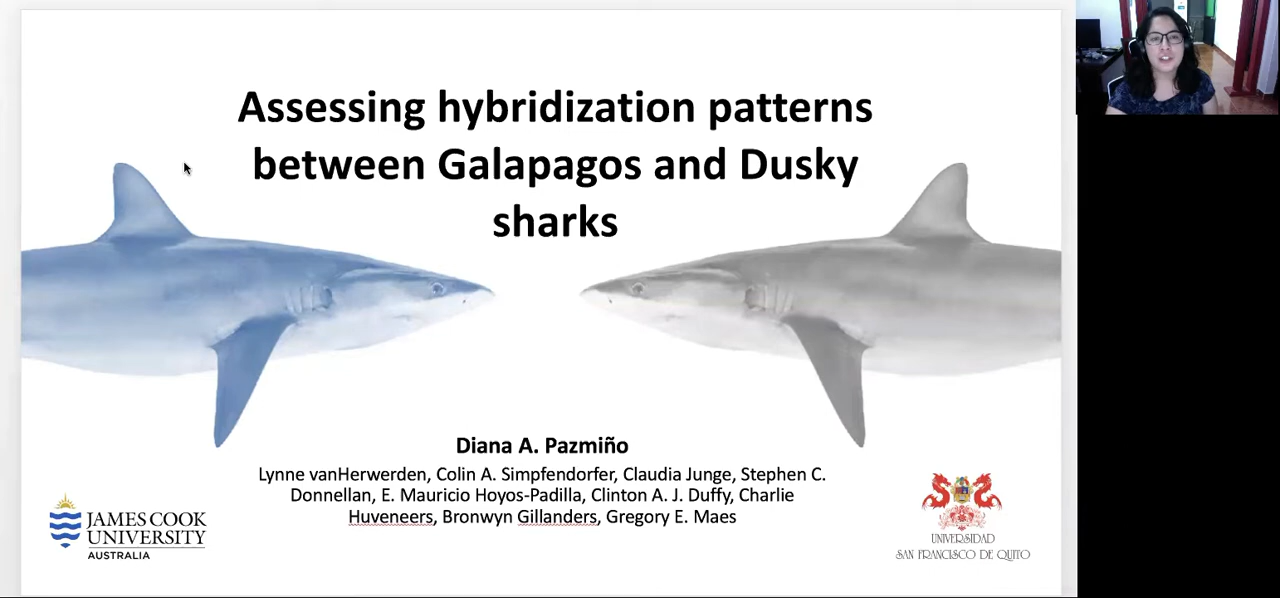 Assessing hybridization patterns
between Galapagos and Dusky
sharks
Diana A. Pazmiño
Lynne vanHerwerden, Colin A. Simpfendorfer, Claudia Junge, Stephen C.
Donnellan, E. Mauricio Hoyos-Padilla, Clinton A. J. Duffy, Charlie
Huveneers, Bronwyn Gillanders, Gregory E. Maes
JAMES COOK
UNIVERSITY
AUSTRALIA
UNIVERSIDAD
SAN FRANCISCO DE QUITO